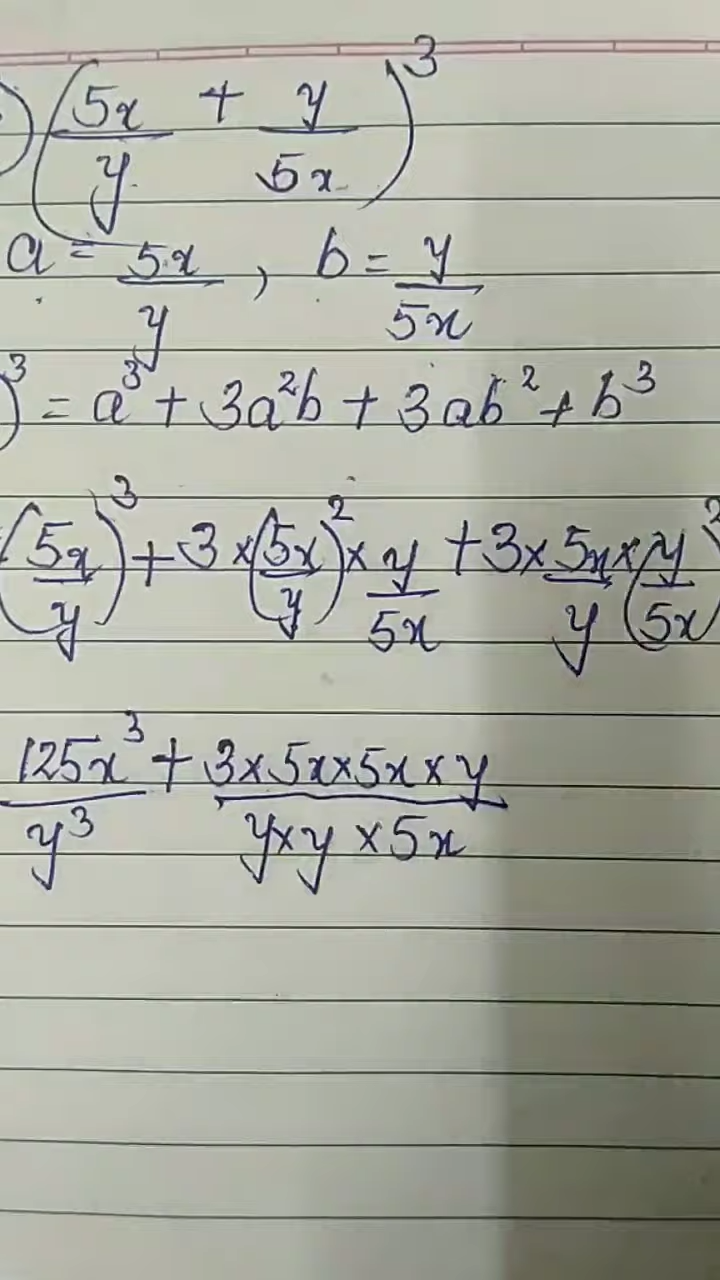 ) (5x/y + y/5x)³
a = 5x/y , b = y/5x
)³ = a³ + 3a²b + 3ab² + b³
(5x/y)³ + 3 × (5x/y)² × y/5x + 3 × 5x/y × (y/5x)²
125x³/y³ + 3×5x×5x×y/y×y×5x